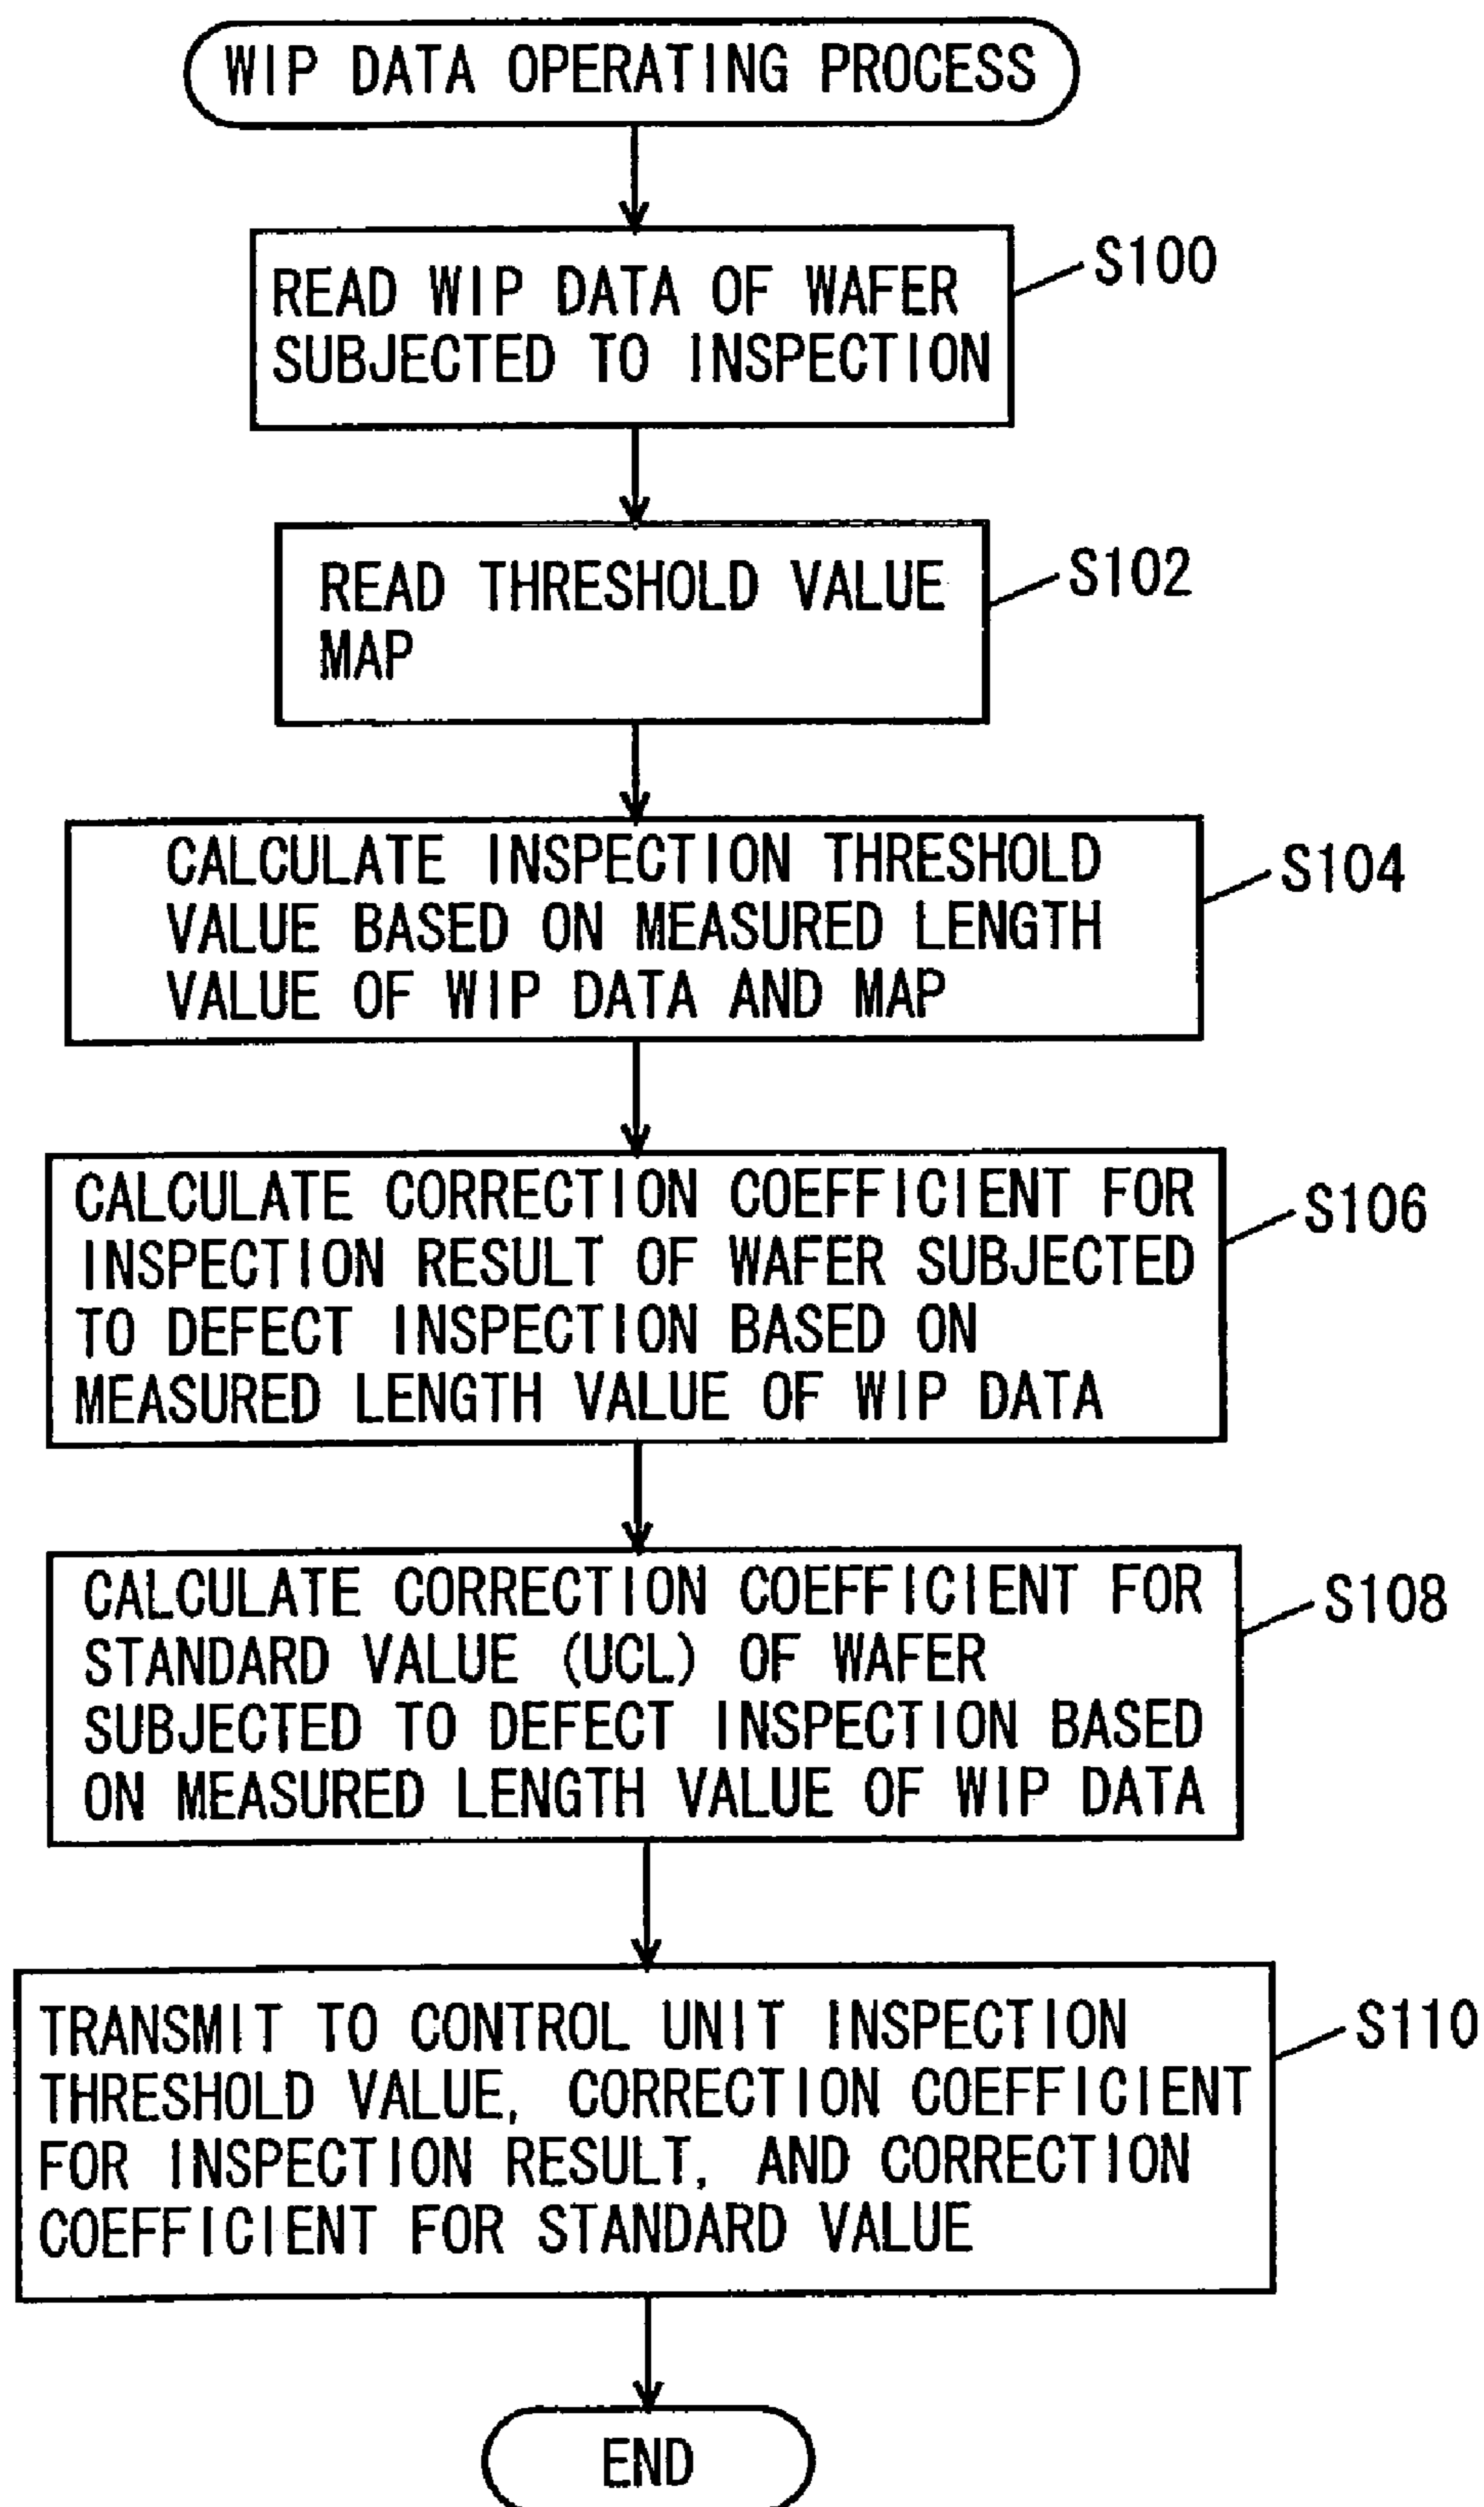 WIP DATA OPERATING PROCESS
READ WIP DATA OF WAFER
SUBJECTED TO INSPECTION
S100
READ THRESHOLD VALUE
MAP
S102
CALCULATE INSPECTION THRESHOLD
VALUE BASED ON MEASURED LENGTH
VALUE OF WIP DATA AND MAP
S104
CALCULATE CORRECTION COEFFICIENT FOR
INSPECTION RESULT OF WAFER SUBJECTED
TO DEFECT INSPECTION BASED ON
MEASURED LENGTH VALUE OF WIP DATA
S106
CALCULATE CORRECTION COEFFICIENT FOR
STANDARD VALUE (UCL) OF WAFER
SUBJECTED TO DEFECT INSPECTION BASED
ON MEASURED LENGTH VALUE OF WIP DATA
S108
TRANSMIT TO CONTROL UNIT INSPECTION
THRESHOLD VALUE, CORRECTION COEFFICIENT
FOR INSPECTION RESULT, AND CORRECTION
COEFFICIENT FOR STANDARD VALUE
S110
END